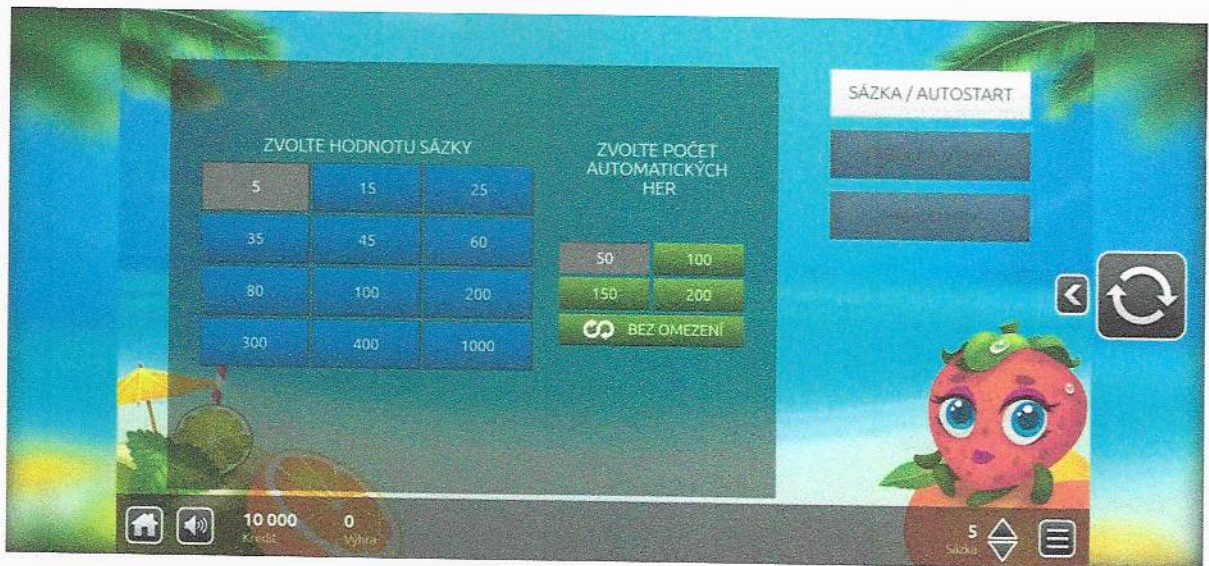 SÁZKA / AUTOSTART
ZVOLTE HODNOTU SÁZKY
5 15 25
35 45 60
80 100 200
300 400 1000
ZVOLTE POČET
AUTOMATICKÝCH
HER
50 100
150 200
BEZ OMEZENÍ
10 000 0
Kredit Výhra
5
Sázka